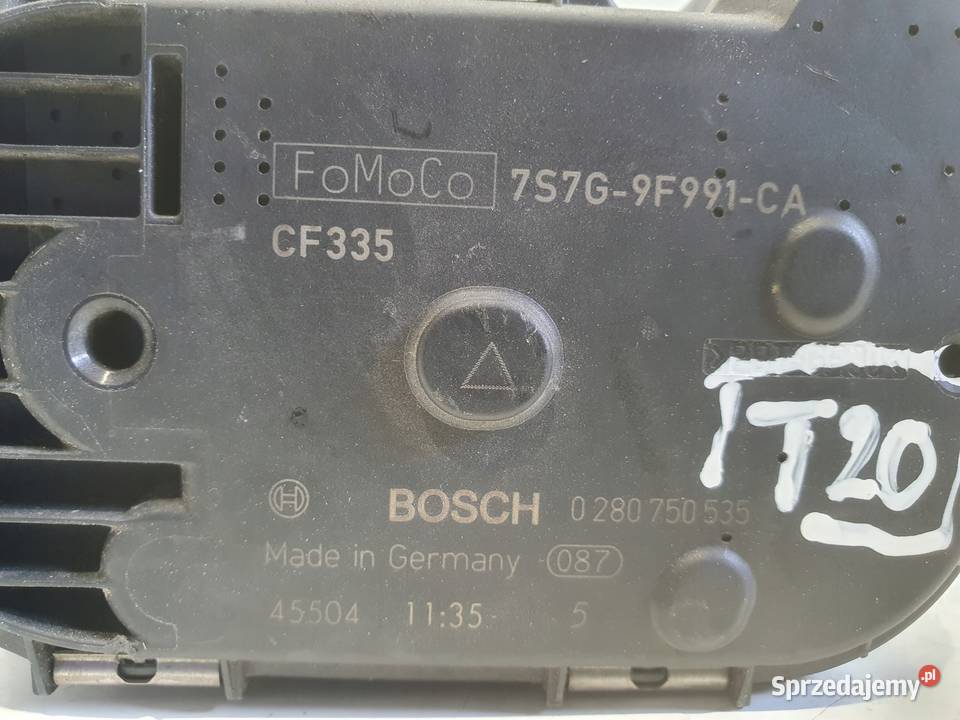 FoMoCo 7S7G-9F991-CA
CF335
T20
BOSCH 0 280 750 535
Made in Germany 087
45504 11:35 5
Sprzedajemy.pl